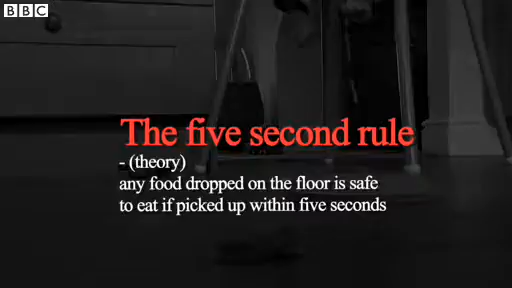 BBC
The five second rule
- (theory)
any food dropped on the floor is safe
to eat if picked up within five seconds